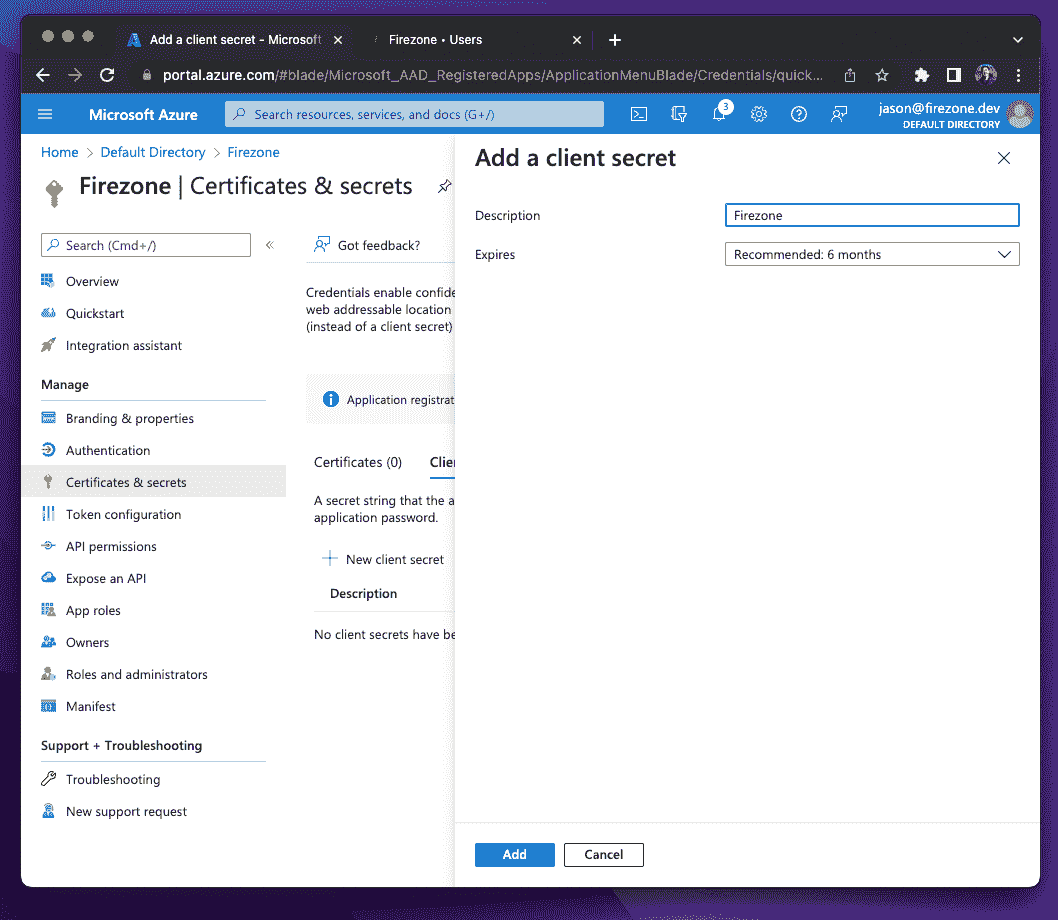 Add a client secret - Microsoft
Firezone • Users
portal.azure.com/#blade/Microsoft_AAD_RegisteredApps/ApplicationMenuBlade/Credentials/quick...
Microsoft Azure
Search resources, services, and docs (G+/)
3
jason@firezone.dev
DEFAULT DIRECTORY
Home > Default Directory > Firezone
Firezone | Certificates & secrets
Search (Cmd+/)
«
Overview
Quickstart
Integration assistant
Manage
Branding & properties
Authentication
Certificates & secrets
Token configuration
API permissions
Expose an API
App roles
Owners
Roles and administrators
Manifest
Support + Troubleshooting
Troubleshooting
New support request
Got feedback?
Credentials enable confide
web addressable location
(instead of a client secret)
Application registrat
Certificates (0) Clien
A secret string that the a
application password.
New client secret
Description
No client secrets have be
Add a client secret
Description
Firezone
Expires
Recommended: 6 months
Add
Cancel